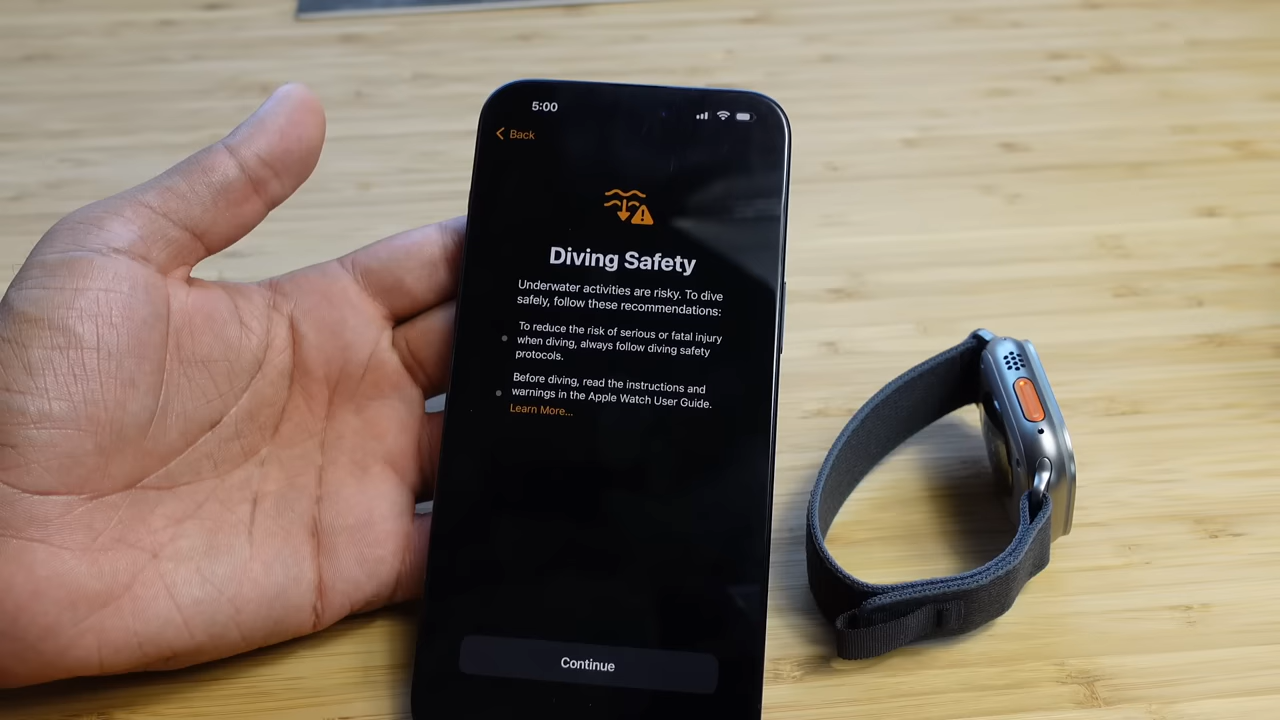 5:00
Back
Diving Safety
Underwater activities are risky. To dive
safely, follow these recommendations:
To reduce the risk of serious or fatal injury
when diving, always follow diving safety
protocols.
Before diving, read the instructions and
warnings in the Apple Watch User Guide.
Learn More...
Continue